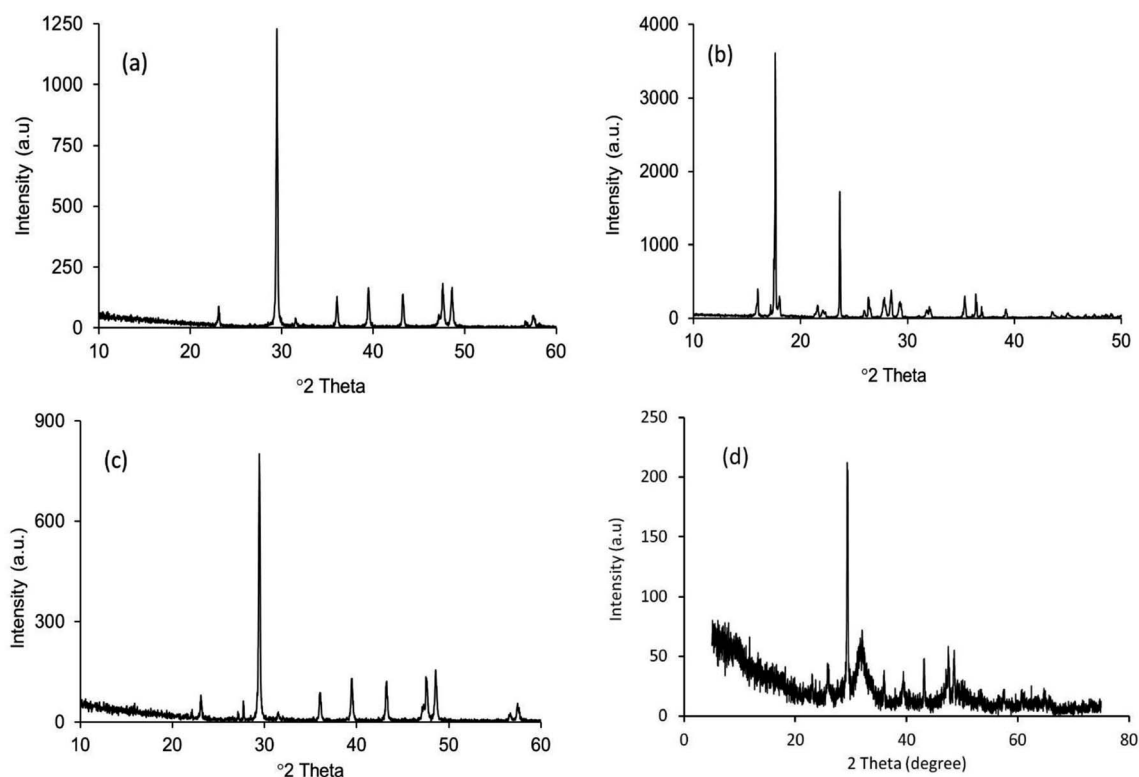 (a)
Intensity (a.u)
1250
1000
750
500
250
0
10 20 30 40 50 60
°2 Theta
(b)
Intensity (a.u.)
4000
3000
2000
1000
0
10 20 30 40 50
°2 Theta
(c)
Intensity (a.u.)
900
600
300
0
10 20 30 40 50 60
°2 Theta
(d)
Intensity (a.u)
250
200
150
100
50
0
0 20 40 60 80
2 Theta (degree)